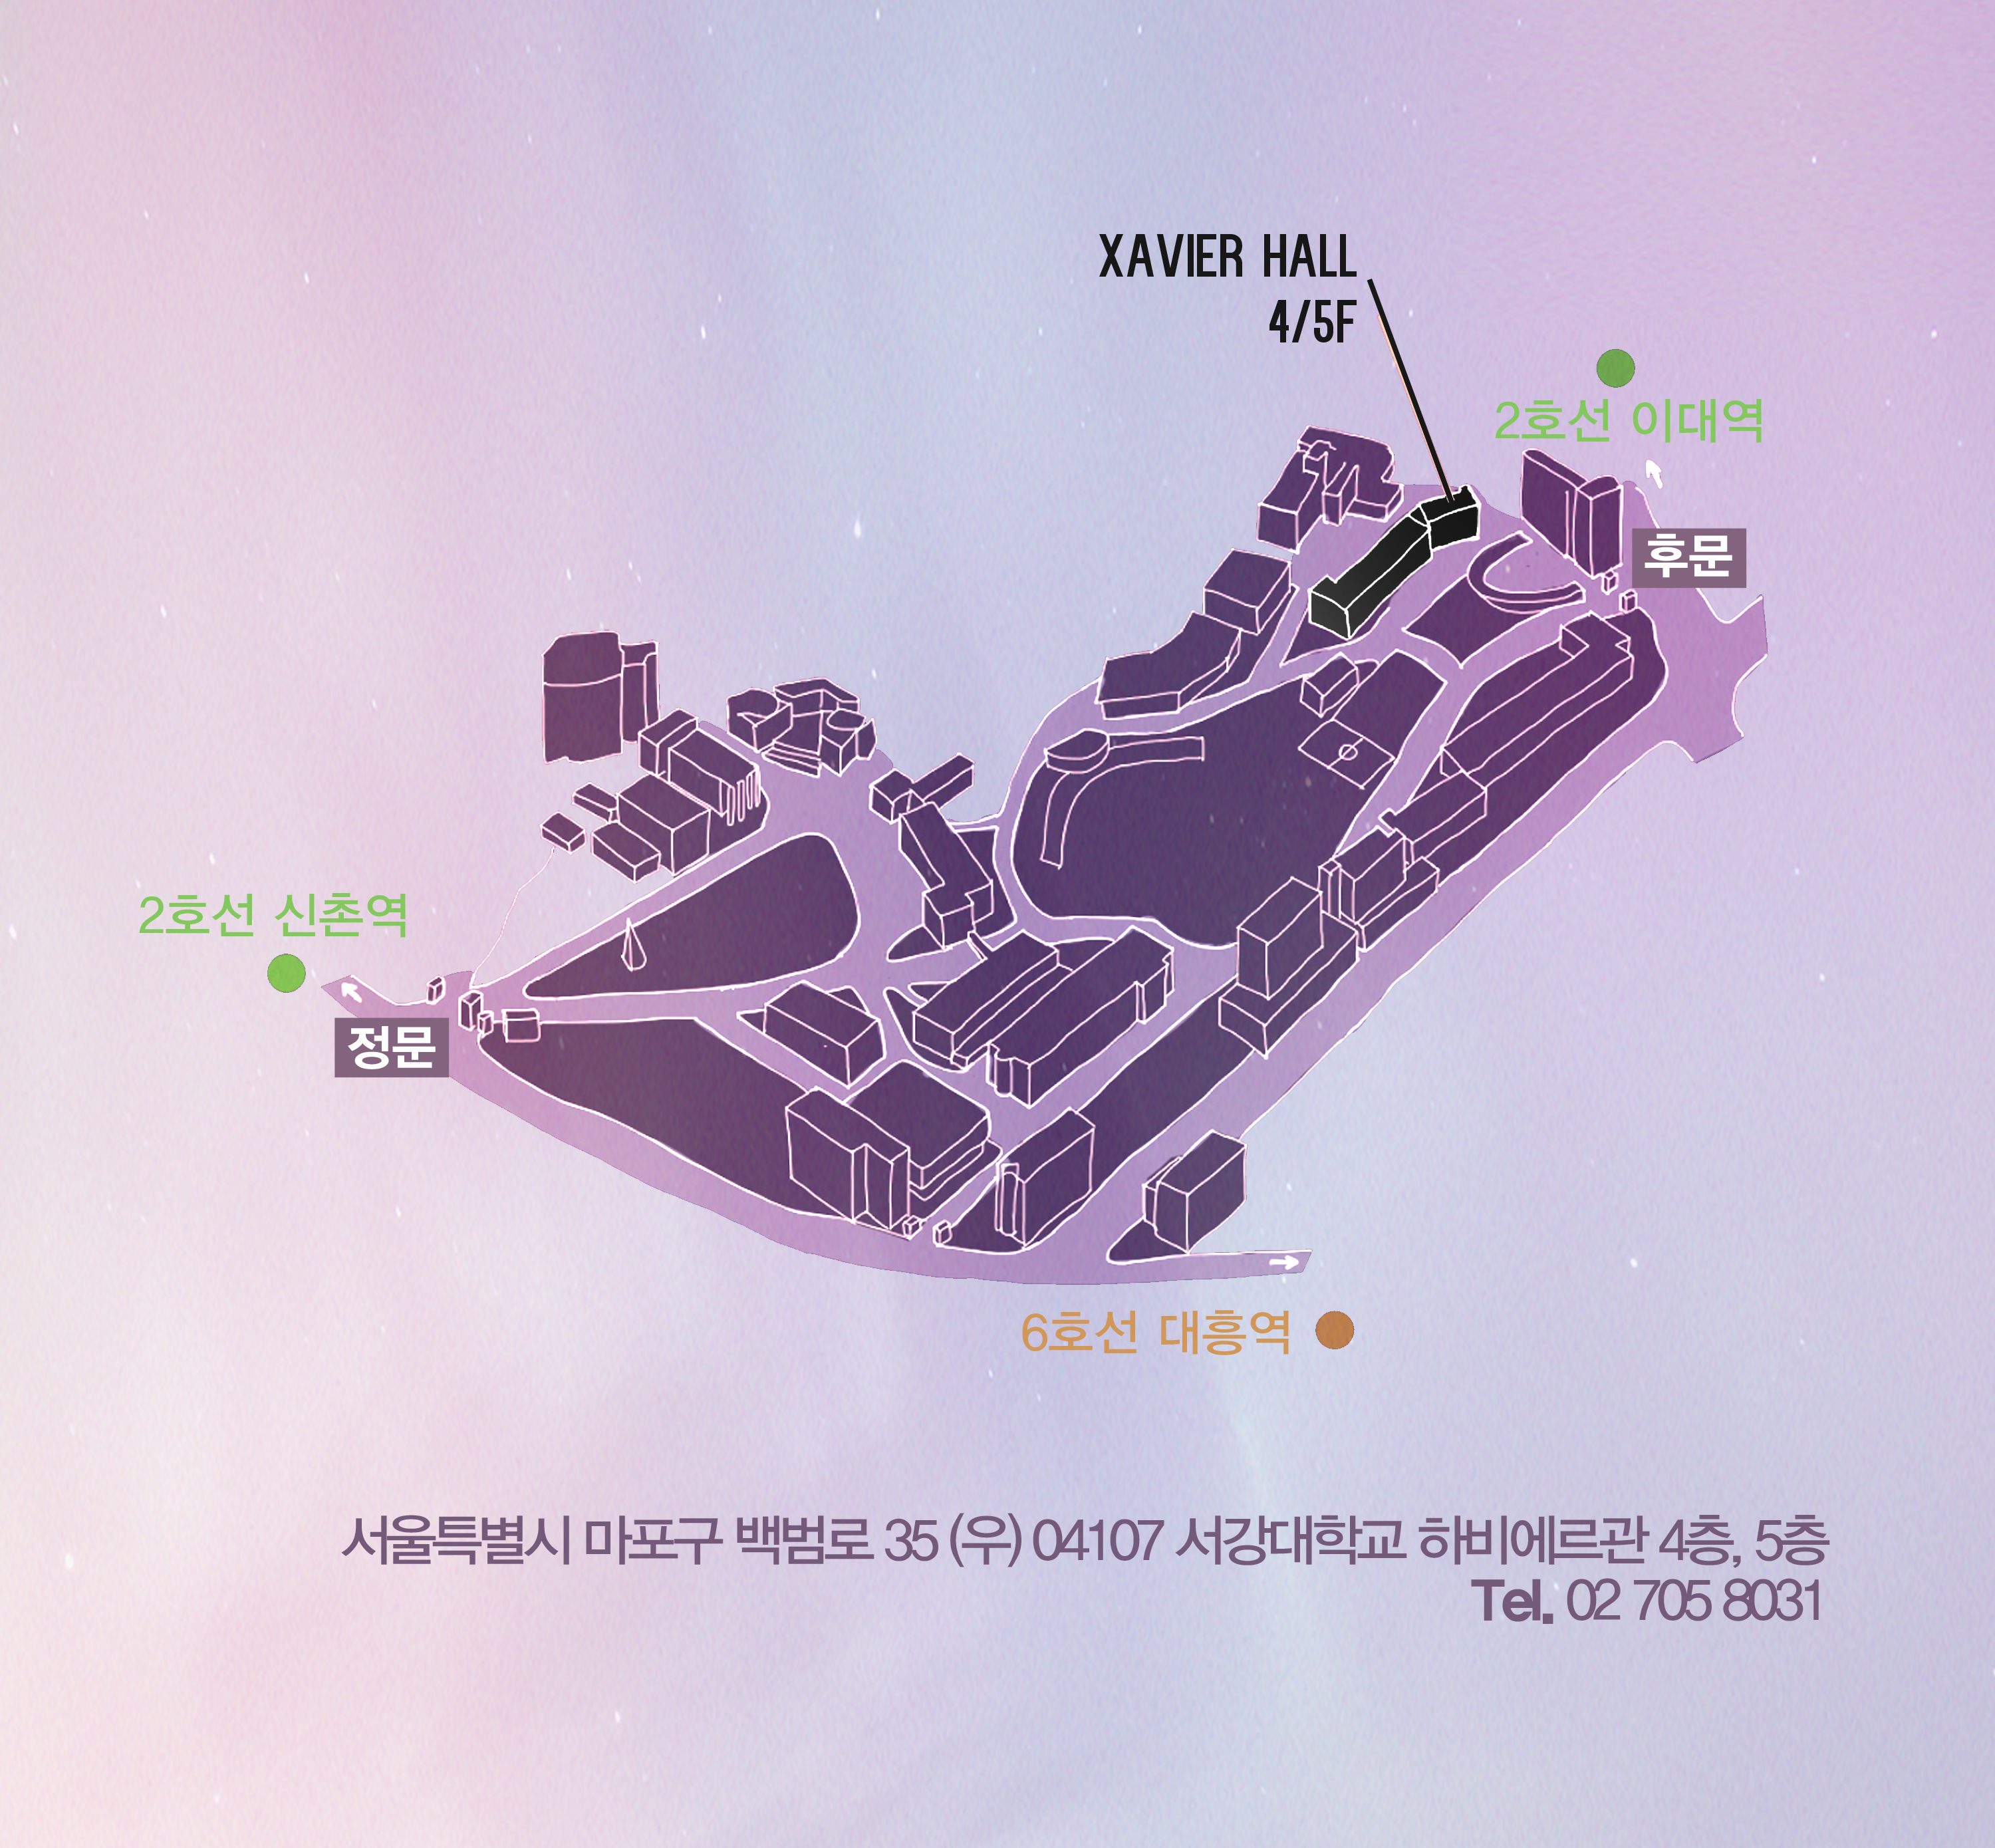 XAVIER HALL
4/5F
2호선 이대역
후문
2호선 신촌역
정문
6호선 대흥역
서울특별시 마포구 백범로 35 (우) 04107 서강대학교 하비에르관 4층, 5층
Tel. 02 705 8031